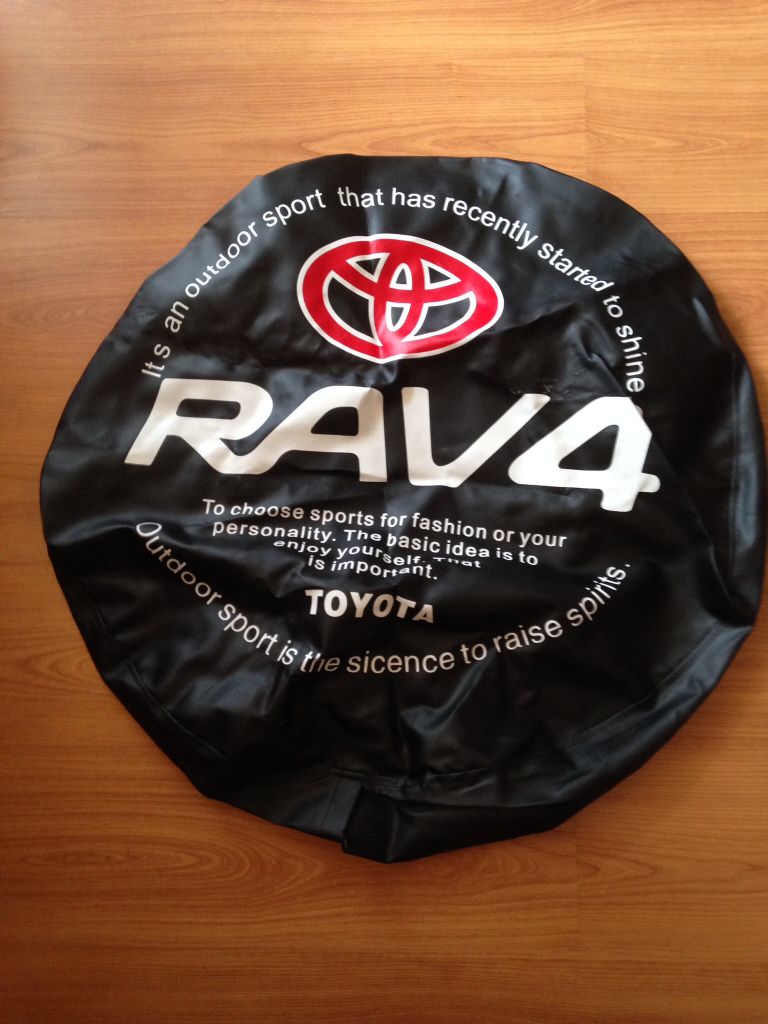 It s an outdoor sport that has recently started to shine
RAV4
To choose sports for fashion or your
personality. The basic idea is to
enjoy yourself. That
is important.
TOYOTA
Outdoor sport is the sicence to raise spirits.